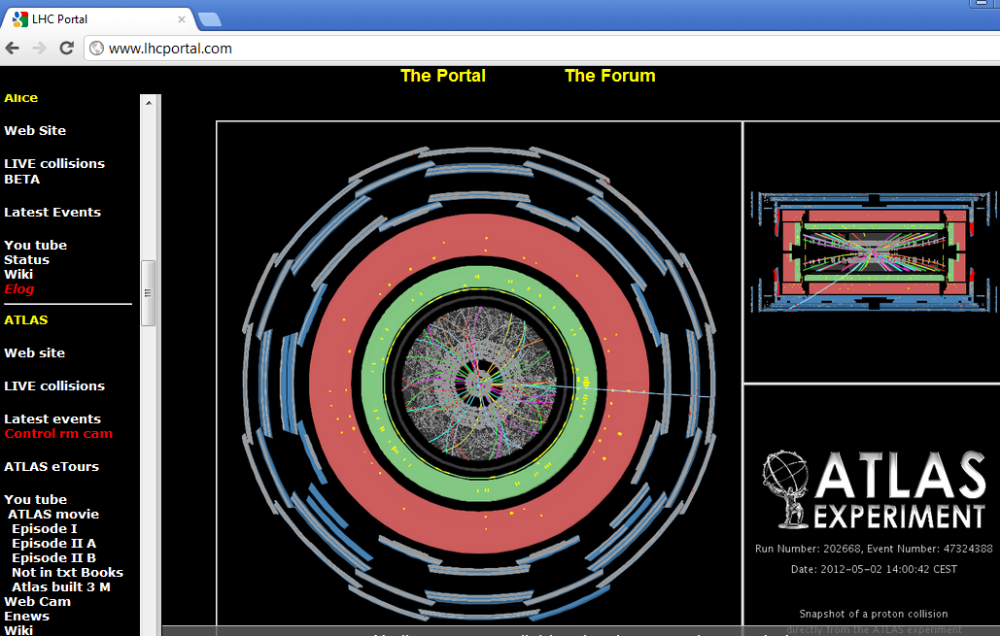 LHC Portal
www.lhcportal.com
The Portal
The Forum
Alice
Web Site
LIVE collisions
BETA
Latest Events
You tube
Status
Wiki
Elog
ATLAS
Web site
LIVE collisions
Latest events
Control rm cam
ATLAS eTours
You tube
ATLAS movie
Episode I
Episode II A
Episode II B
Not in txt Books
Atlas built 3 M
Web Cam
Enews
Wiki
ATLAS
EXPERIMENT
Run Number: 202668, Event Number: 47324388
Date: 2012-05-02 14:00:42 CEST
Snapshot of a proton collision
directly from the ATLAS experiment